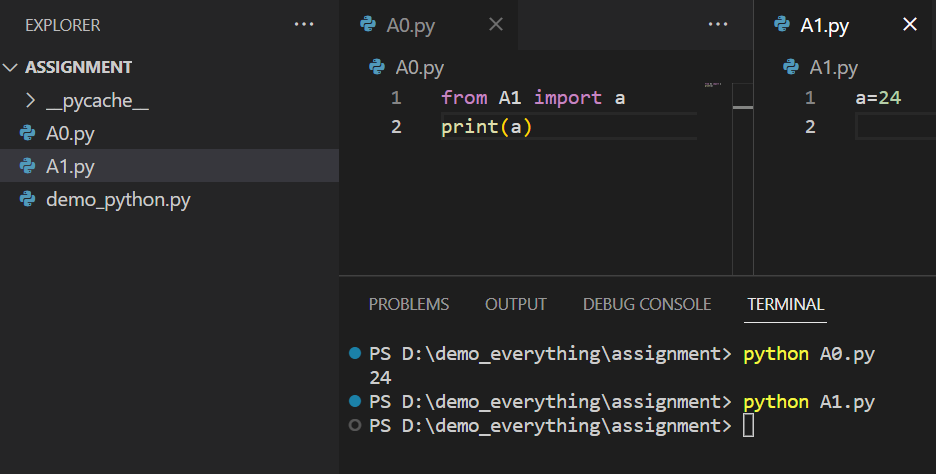 EXPLORER ...
ASSIGNMENT
__pycache__
A0.py
A1.py
demo_python.py
A0.py ...
A0.py
1 from A1 import a
2 print(a)
A1.py
A1.py
1 a=24
2
PROBLEMS OUTPUT DEBUG CONSOLE TERMINAL
PS D:\demo_everything\assignment> python A0.py
24
PS D:\demo_everything\assignment> python A1.py
PS D:\demo_everything\assignment>